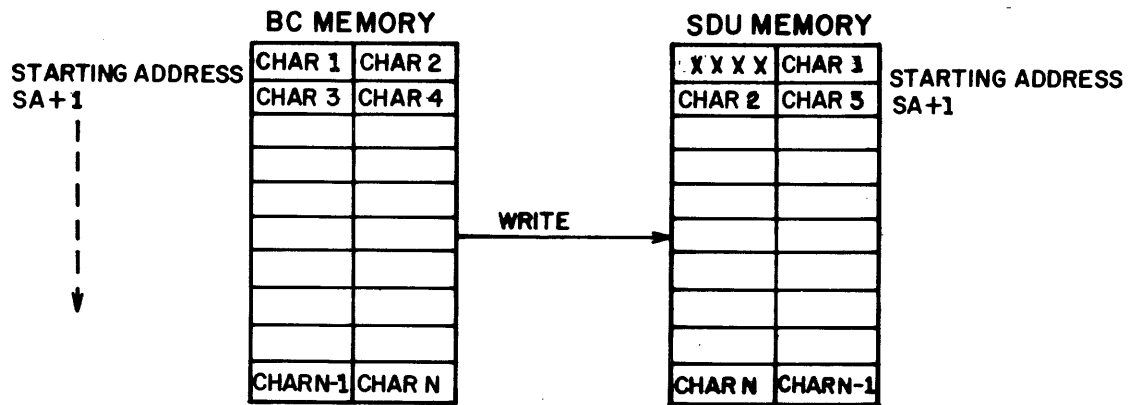 BC MEMORY
SDU MEMORY
STARTING ADDRESS
SA+1
CHAR 1 CHAR 2
CHAR 3 CHAR 4
CHARN-1 CHAR N
WRITE
X X X X CHAR 1
CHAR 2 CHAR 3
CHAR N CHARN-1
STARTING ADDRESS
SA+1